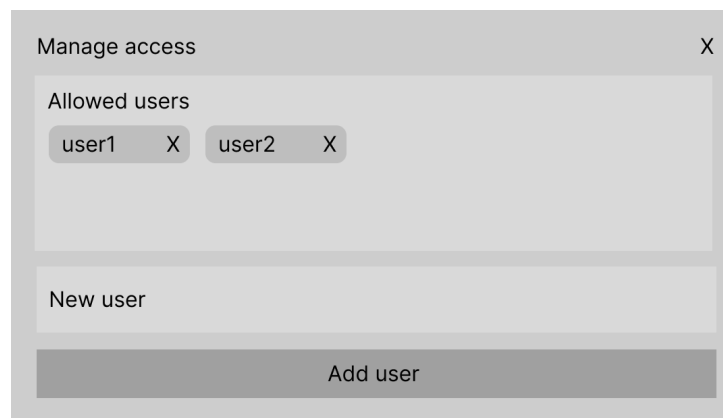 Manage access X
Allowed users
user1 X user2 X
New user
Add user